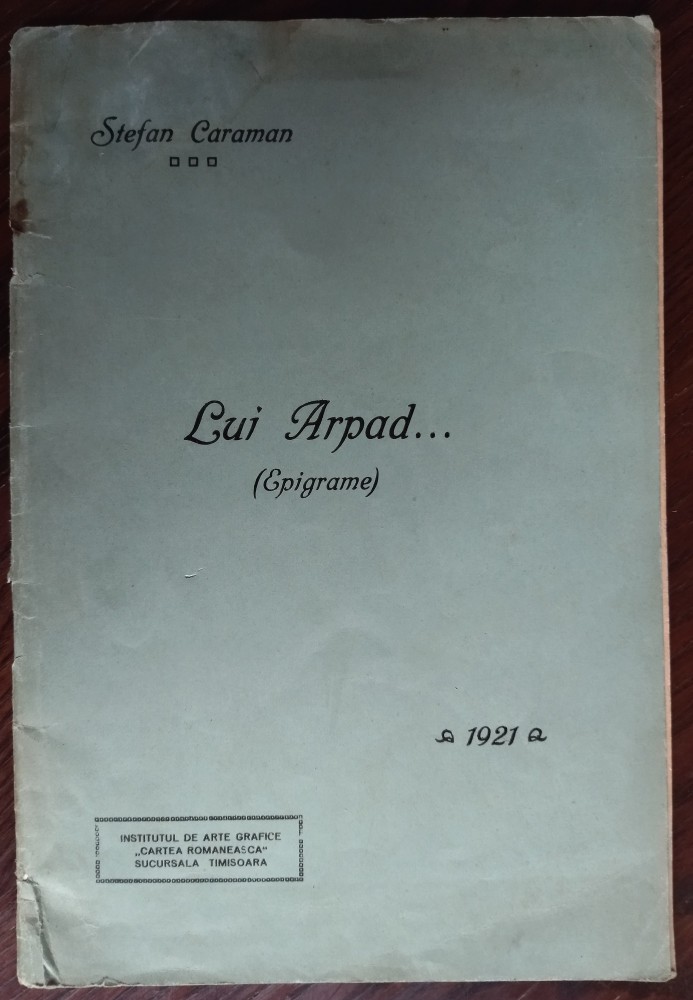 Stefan Caraman
Lui Arpad...
(Epigrame)
1921
INSTITUTUL DE ARTE GRAFICE
„CARTEA ROMANEASCA“
SUCURSALA TIMISOARA